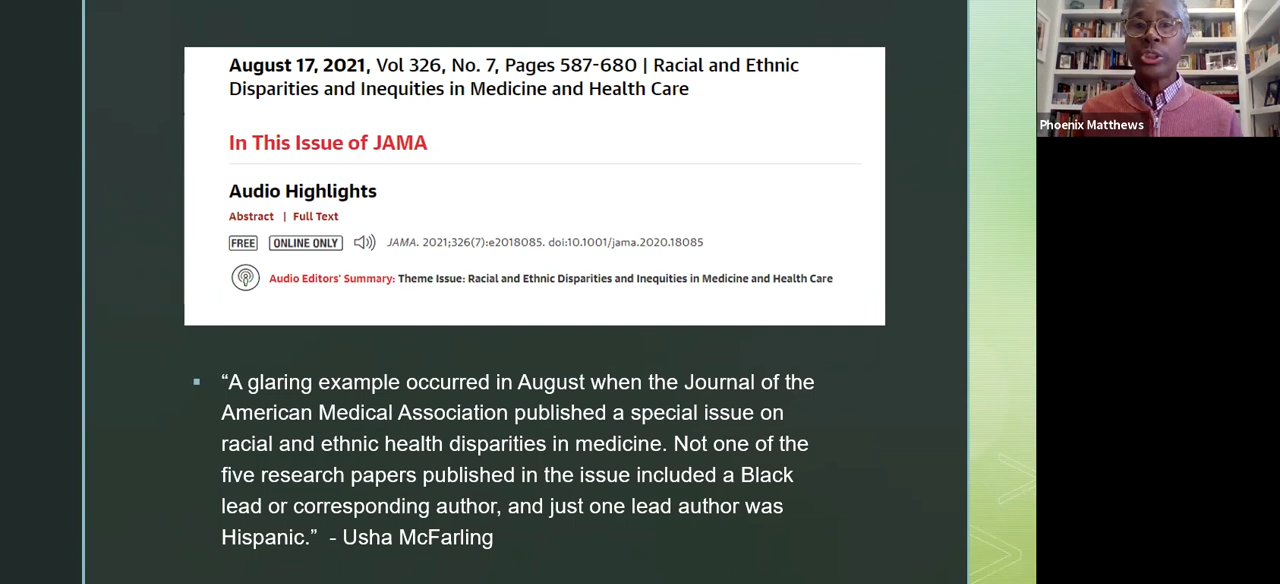 August 17, 2021, Vol 326, No. 7, Pages 587-680 | Racial and Ethnic
Disparities and Inequities in Medicine and Health Care
In This Issue of JAMA
Audio Highlights
Abstract | Full Text
FREE ONLINE ONLY JAMA. 2021;326(7):e2018085. doi:10.1001/jama.2020.18085
Audio Editors' Summary: Theme Issue: Racial and Ethnic Disparities and Inequities in Medicine and Health Care
“A glaring example occurred in August when the Journal of the
American Medical Association published a special issue on
racial and ethnic health disparities in medicine. Not one of the
five research papers published in the issue included a Black
lead or corresponding author, and just one lead author was
Hispanic.” - Usha McFarling
Phoenix Matthews